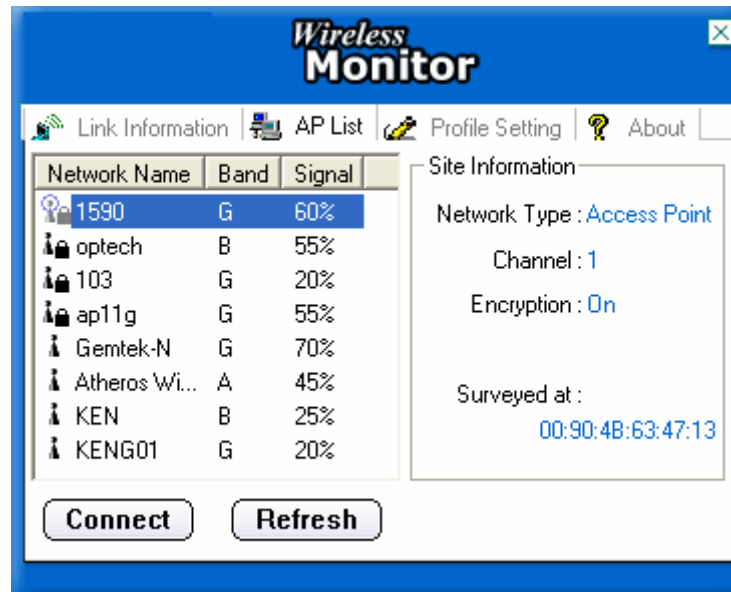 Wireless
Monitor
Link Information AP List Profile Setting About
Network Name Band Signal
1590 G 60%
optech B 55%
103 G 20%
ap11g G 55%
Gemtek-N G 70%
Atheros Wi... A 45%
KEN B 25%
KENG01 G 20%
Site Information
Network Type : Access Point
Channel : 1
Encryption : On
Surveyed at :
00:90:4B:63:47:13
Connect Refresh